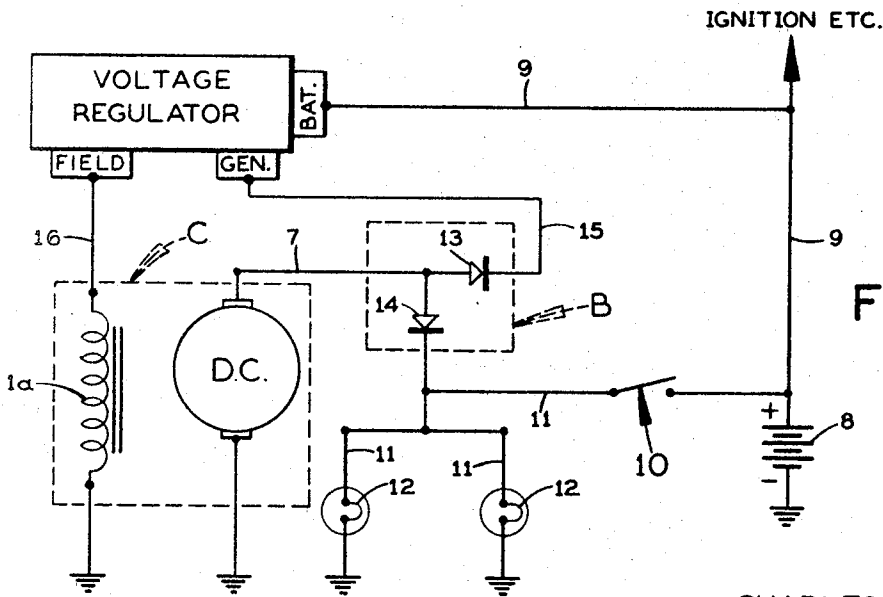 IGNITION ETC.
VOLTAGE
REGULATOR
BAT.
9
FIELD
GEN.
16
C
7
13
15
9
14
B
F
1a
D.C.
11
10
+
8
-
11
12
11
12